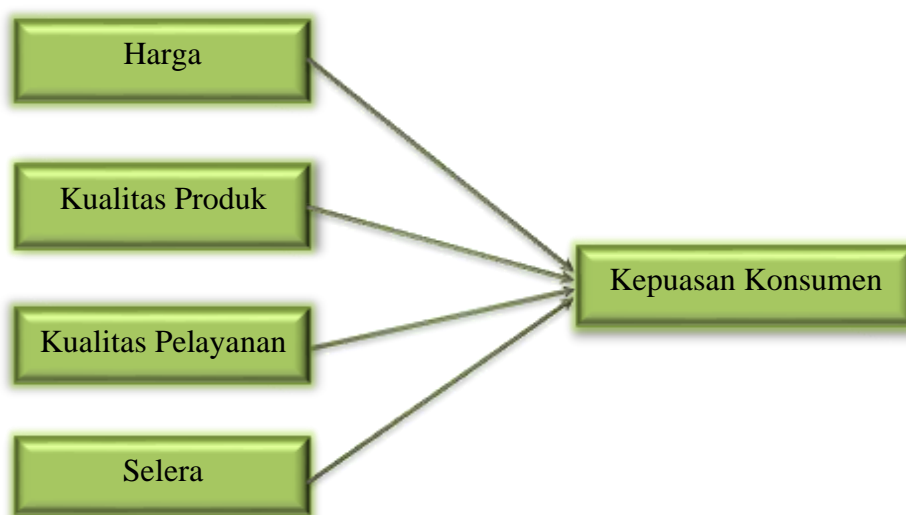 Harga
Kualitas Produk
Kepuasan Konsumen
Kualitas Pelayanan
Selera